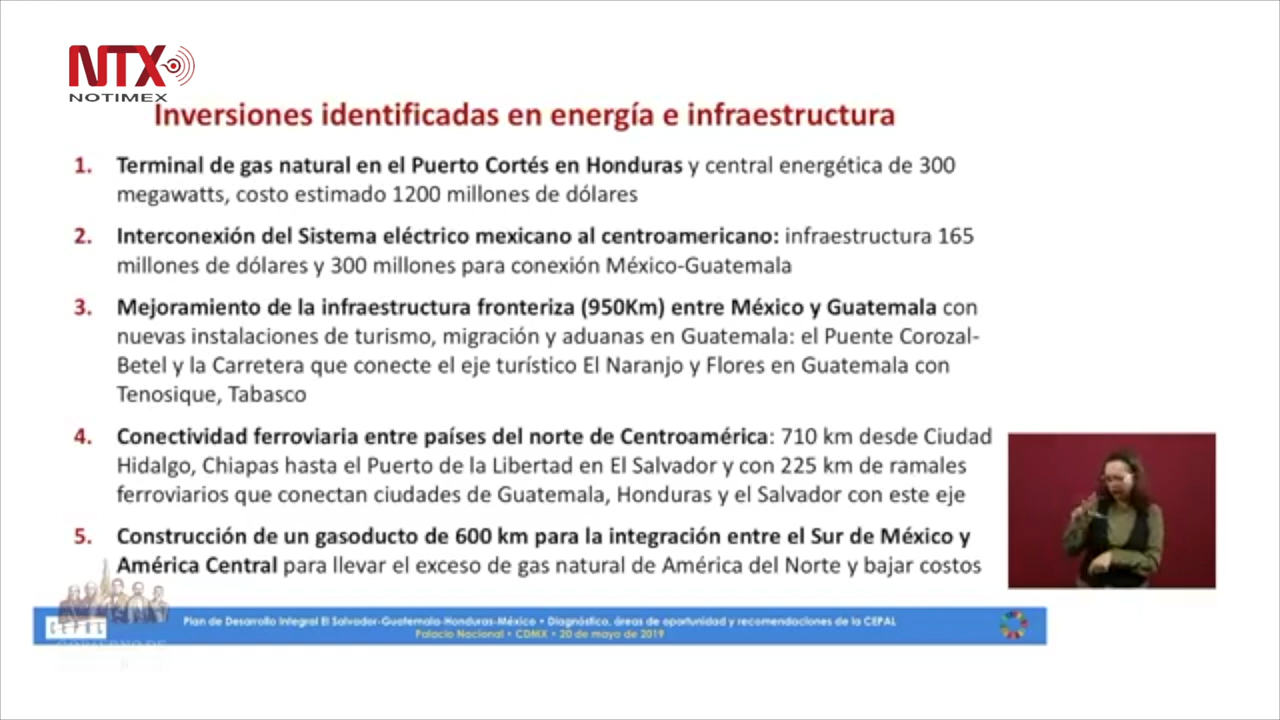 NTX
NOTIMEX
Inversiones identificadas en energía e infraestructura
1. Terminal de gas natural en el Puerto Cortés en Honduras y central energética de 300
megawatts, costo estimado 1200 millones de dólares
2. Interconexión del Sistema eléctrico mexicano al centroamericano: infraestructura 165
millones de dólares y 300 millones para conexión México-Guatemala
3. Mejoramiento de la infraestructura fronteriza (950Km) entre México y Guatemala con
nuevas instalaciones de turismo, migración y aduanas en Guatemala: el Puente Corozal-
Betel y la Carretera que conecte el eje turístico El Naranjo y Flores en Guatemala con
Tenosique, Tabasco
4. Conectividad ferroviaria entre países del norte de Centroamérica: 710 km desde Ciudad
Hidalgo, Chiapas hasta el Puerto de la Libertad en El Salvador y con 225 km de ramales
ferroviarios que conectan ciudades de Guatemala, Honduras y el Salvador con este eje
5. Construcción de un gasoducto de 600 km para la integración entre el Sur de México y
América Central para llevar el exceso de gas natural de América del Norte y bajar costos
CEPAL
Plan de Desarrollo Integral El Salvador-Guatemala-Honduras-México • Diagnóstico, áreas de oportunidad y recomendaciones de la CEPAL
Palacio Nacional • CDMX • 20 de mayo de 2019
GOBIERNO DE